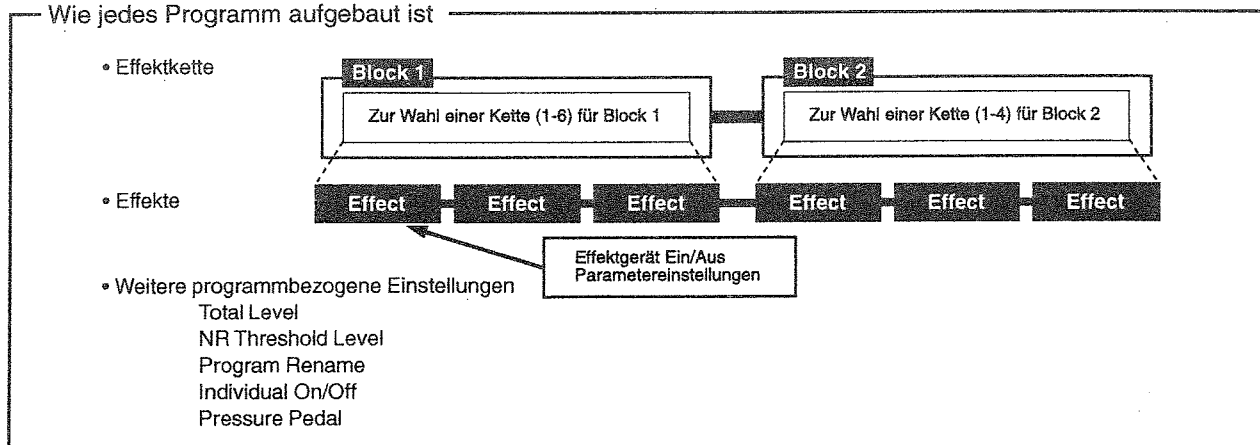 Wie jedes Programm aufgebaut ist
• Effektkette
Block 1
Block 2
Zur Wahl einer Kette (1-6) für Block 1
Zur Wahl einer Kette (1-4) für Block 2
• Effekte
Effect
Effect
Effect
Effect
Effect
Effect
Effektgerät Ein/Aus
Parametereinstellungen
• Weitere programmbezogene Einstellungen
Total Level
NR Threshold Level
Program Rename
Individual On/Off
Pressure Pedal